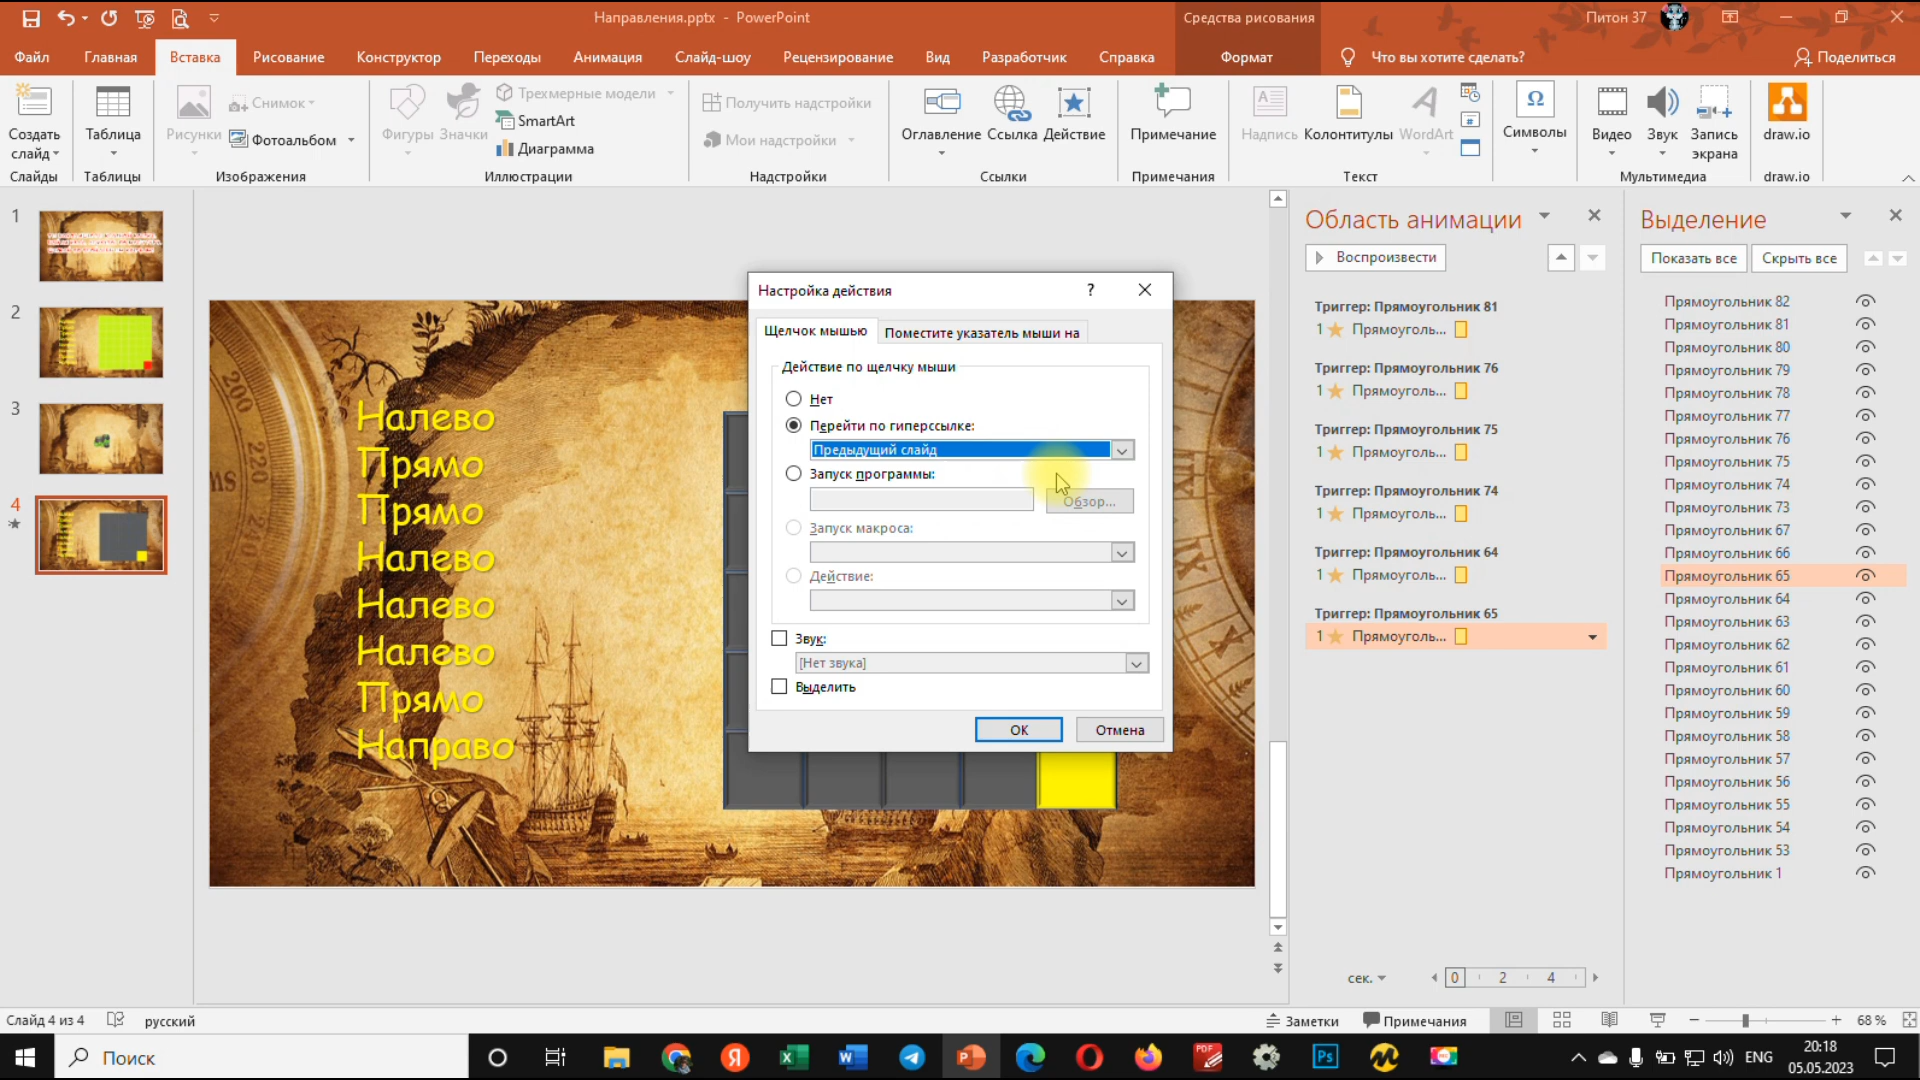 Направления.pptx - PowerPoint
Средства рисования
Питон 37
Файл
Главная
Вставка
Рисование
Конструктор
Переходы
Анимация
Слайд-шоу
Рецензирование
Вид
Разработчик
Справка
Формат
Что вы хотите сделать?
Поделиться
Создать слайд
Слайды
Таблица
Таблицы
Рисунки
Снимок
Фотоальбом
Изображения
Фигуры
Значки
Трехмерные модели
SmartArt
Диаграмма
Иллюстрации
Получить надстройки
Мои надстройки
Надстройки
Оглавление
Ссылка
Действие
Ссылки
Примечание
Примечания
Надпись
Колонтитулы
WordArt
Текст
Ω
Символы
Видео
Звук
Запись экрана
Мультимедиа
draw.io
draw.io
1
2
3
4
Налево
Прямо
Прямо
Налево
Налево
Налево
Прямо
Направо
Настройка действия
?
Щелчок мышью
Поместите указатель мыши на
Действие по щелчку мыши
Нет
Перейти по гиперссылке:
Предыдущий слайд
Запуск программы:
Обзор...
Запуск макроса:
Действие:
Звук:
[Нет звука]
Выделить
ОК
Отмена
Область анимации
Воспроизвести
Триггер: Прямоугольник 81
1 Прямоуголь...
Триггер: Прямоугольник 76
1 Прямоуголь...
Триггер: Прямоугольник 75
1 Прямоуголь...
Триггер: Прямоугольник 74
1 Прямоуголь...
Триггер: Прямоугольник 64
1 Прямоуголь...
Триггер: Прямоугольник 65
1 Прямоуголь...
сек.
0 2 4
Выделение
Показать все
Скрыть все
Прямоугольник 82
Прямоугольник 81
Прямоугольник 80
Прямоугольник 79
Прямоугольник 78
Прямоугольник 77
Прямоугольник 76
Прямоугольник 75
Прямоугольник 74
Прямоугольник 73
Прямоугольник 67
Прямоугольник 66
Прямоугольник 65
Прямоугольник 64
Прямоугольник 63
Прямоугольник 62
Прямоугольник 61
Прямоугольник 60
Прямоугольник 59
Прямоугольник 58
Прямоугольник 57
Прямоугольник 56
Прямоугольник 55
Прямоугольник 54
Прямоугольник 53
Прямоугольник 1
Слайд 4 из 4
русский
Заметки
Примечания
68 %
Поиск
ENG
20:18
05.05.2023